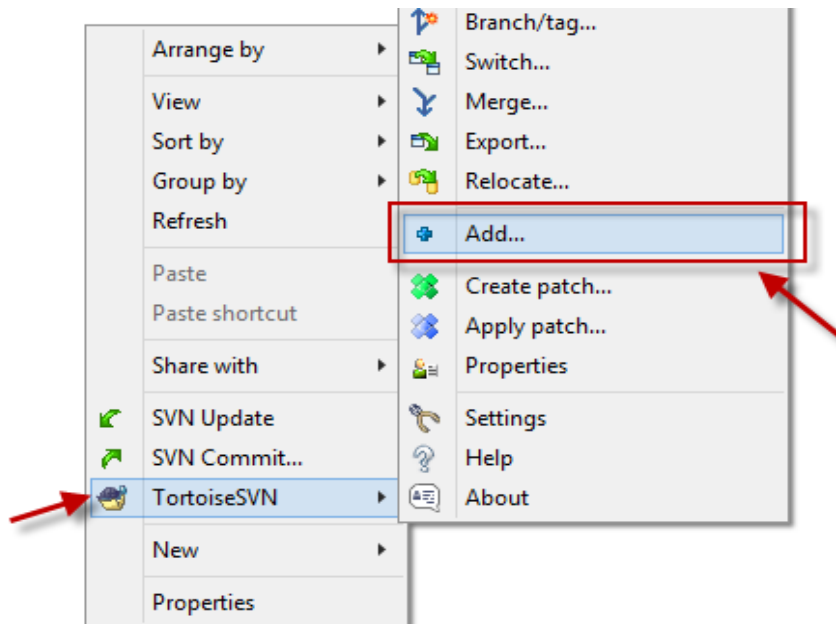 Arrange by
View
Sort by
Group by
Refresh
Paste
Paste shortcut
Share with
SVN Update
SVN Commit...
TortoiseSVN
New
Properties
Branch/tag...
Switch...
Merge...
Export...
Relocate...
Add...
Create patch...
Apply patch...
Properties
Settings
Help
About